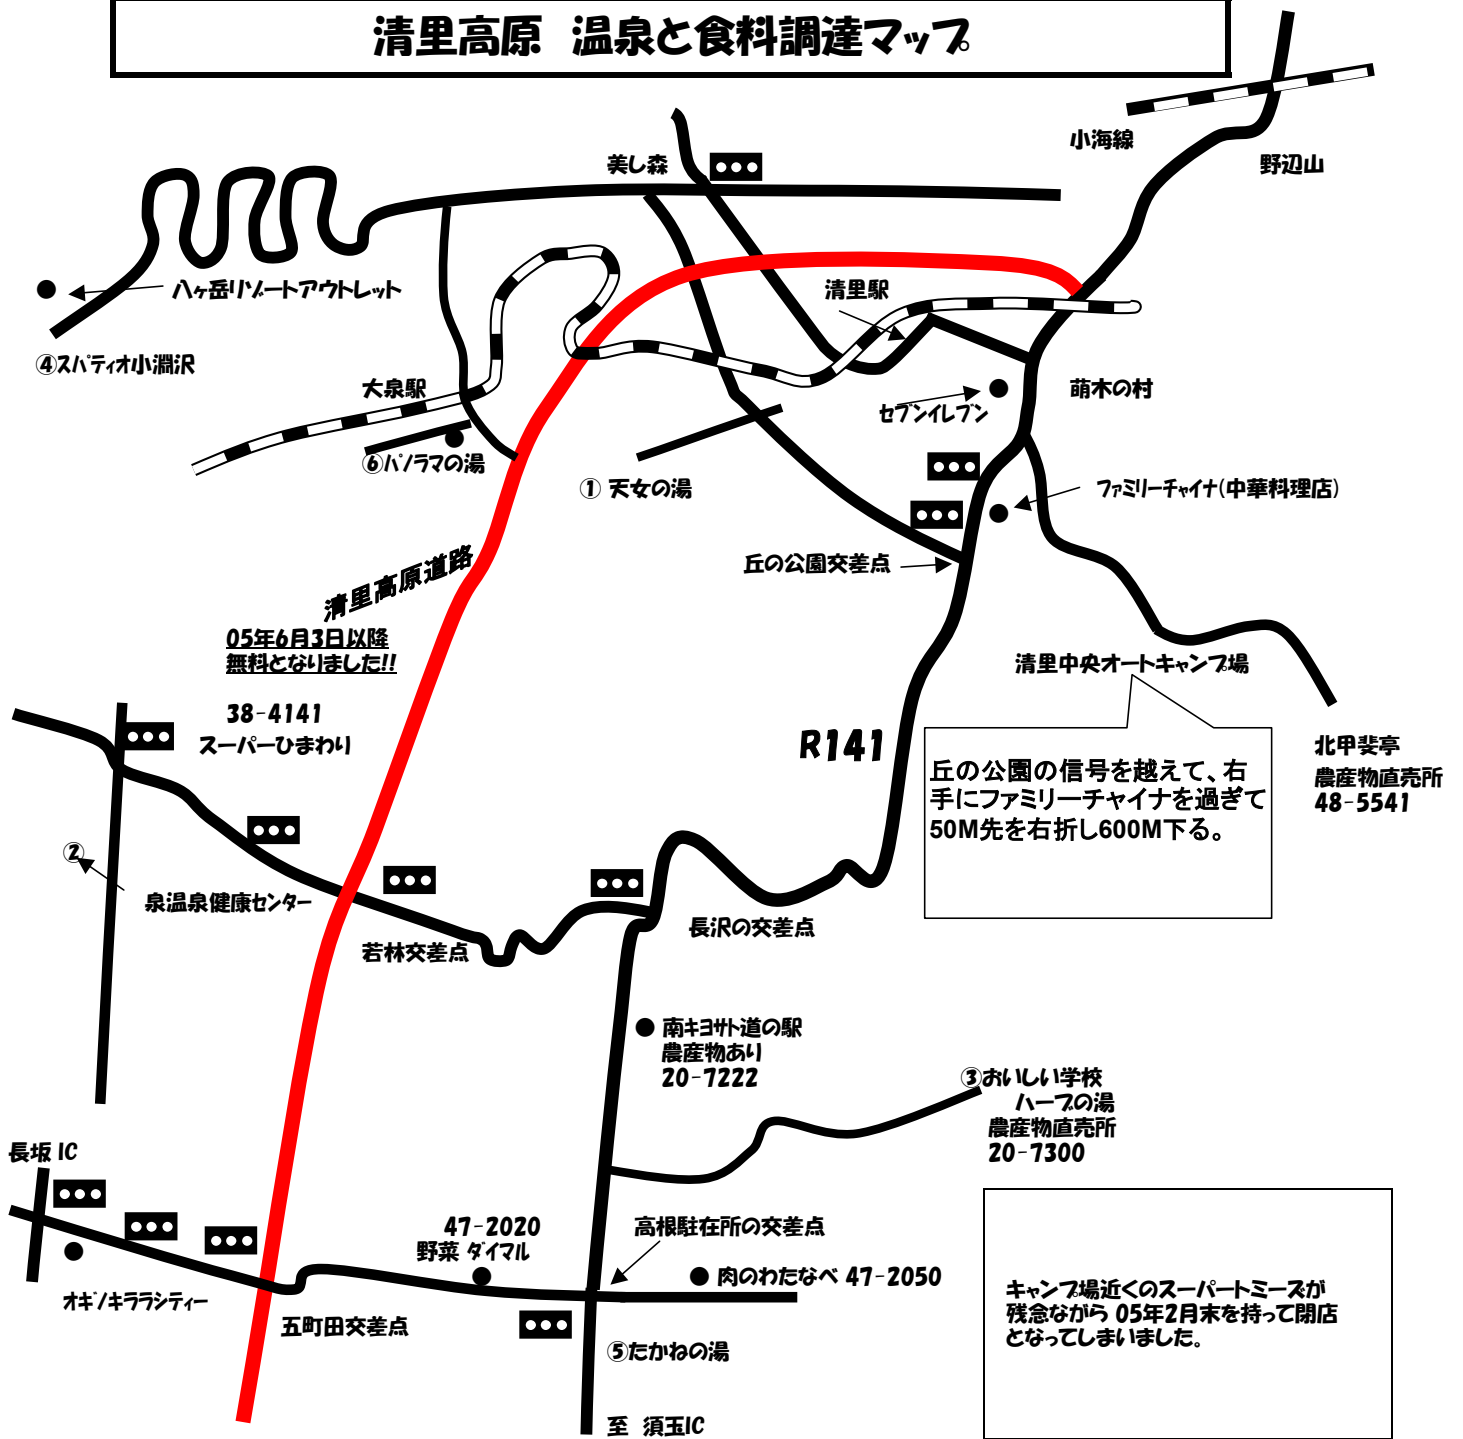 清里高原 温泉と食料調達マップ
小海線
野辺山
美し森
八ヶ岳リゾートアウトレット
清里駅
④スパティオ小淵沢
大泉駅
萌木の村
セブンイレブン
⑥パノラマの湯
① 天女の湯
ファミリーチャイナ(中華料理店)
丘の公園交差点
清里高原道路
05年6月3日以降
無料となりました!!
清里中央オートキャンプ場
38-4141
スーパーひまわり
R141
丘の公園の信号を越えて、右
手にファミリーチャイナを過ぎて
50M先を右折し600M下る。
北甲斐亭
農産物直売所
48-5541
②
泉温泉健康センター
若林交差点
長沢の交差点
南キヨサト道の駅
農産物あり
20-7222
③おいしい学校
ハーブの湯
農産物直売所
20-7300
長坂 IC
47-2020
野菜 ダイマル
高根駐在所の交差点
肉のわたなべ 47-2050
オギノキララシティー
五町田交差点
⑤たかねの湯
キャンプ場近くのスーパートミーズが
残念ながら 05年2月末を持って閉店
となってしまいました。
至 須玉IC